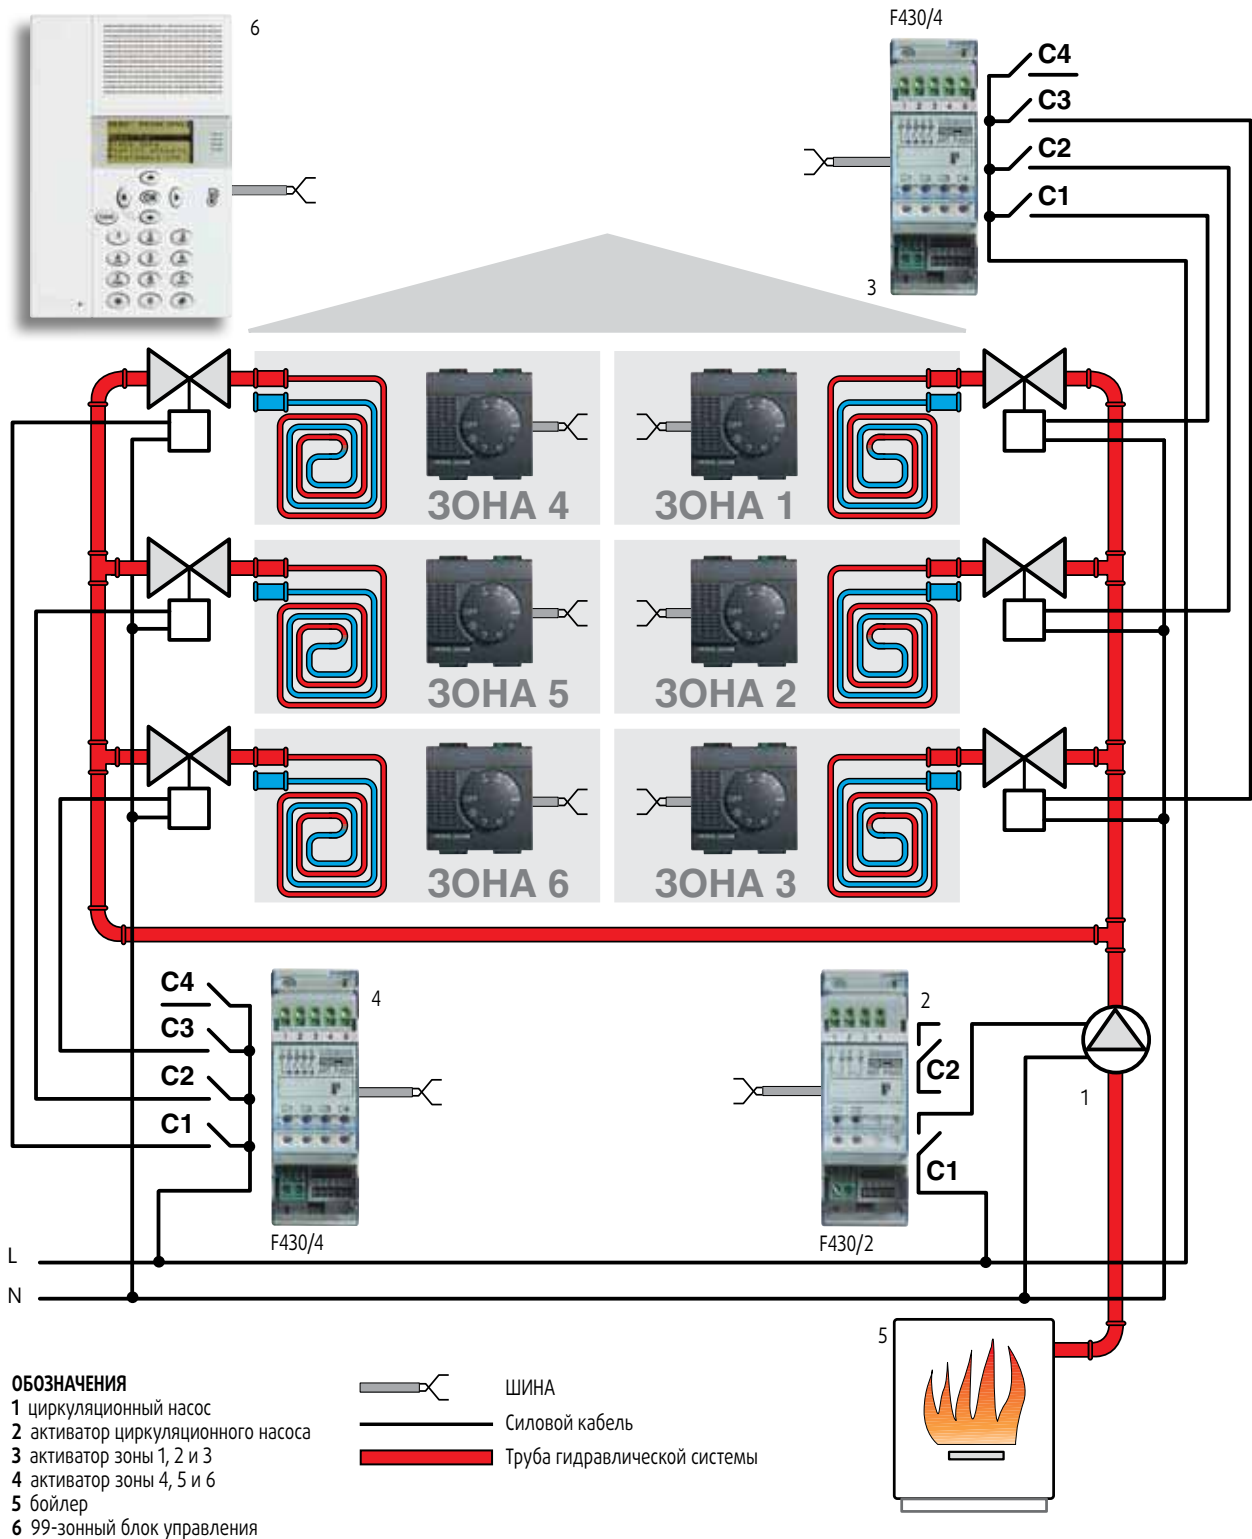 6
F430/4
C4
C3
C2
C1
3
ЗОНА 4
ЗОНА 1
ЗОНА 5
ЗОНА 2
ЗОНА 6
ЗОНА 3
C4
C3
C2
C1
4
F430/4
2
C2
C1
F430/2
1
L
N
5
ОБОЗНАЧЕНИЯ
1 циркуляционный насос
2 активатор циркуляционного насоса
3 активатор зоны 1, 2 и 3
4 активатор зоны 4, 5 и 6
5 бойлер
6 99-зонный блок управления
ШИНА
Силовой кабель
Труба гидравлической системы